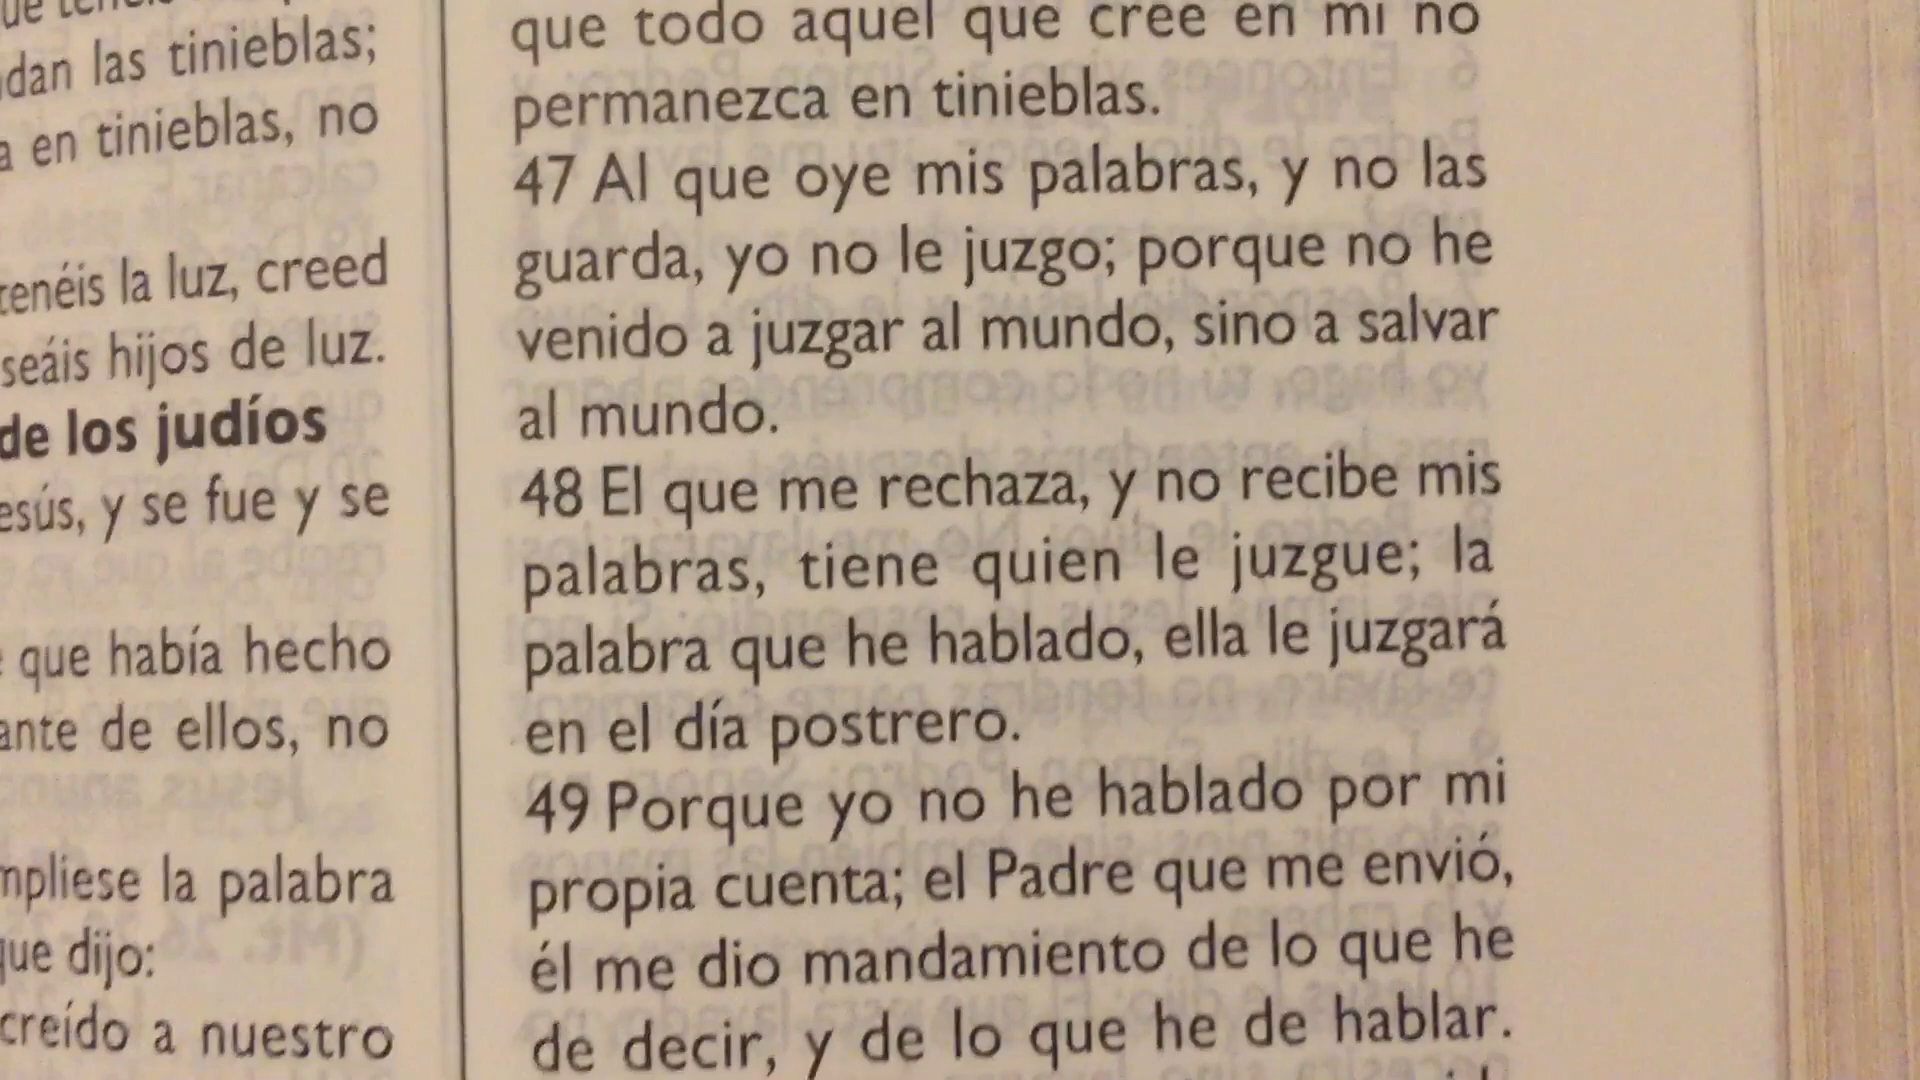 dan las tinieblas;
en tinieblas, no
tenéis la luz, creed
seáis hijos de luz.
de los judíos
esús, y se fue y se
que había hecho
ante de ellos, no
mpliese la palabra
que dijo:
creído a nuestro
que todo aquel que cree en mí no
permanezca en tinieblas.
47 Al que oye mis palabras, y no las
guarda, yo no le juzgo; porque no he
venido a juzgar al mundo, sino a salvar
al mundo.
48 El que me rechaza, y no recibe mis
palabras, tiene quien le juzgue; la
palabra que he hablado, ella le juzgará
en el día postrero.
49 Porque yo no he hablado por mi
propia cuenta; el Padre que me envió,
él me dio mandamiento de lo que he
de decir, y de lo que he de hablar.